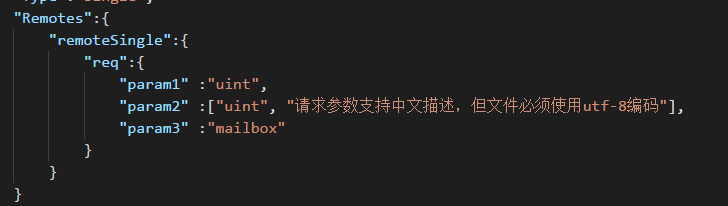 "Remotes":{
"remoteSingle":{
"req":{
"param1" :"uint",
"param2" :["uint", "请求参数支持中文描述，但文件必须使用utf-8编码"],
"param3" :"mailbox"
}
}
}